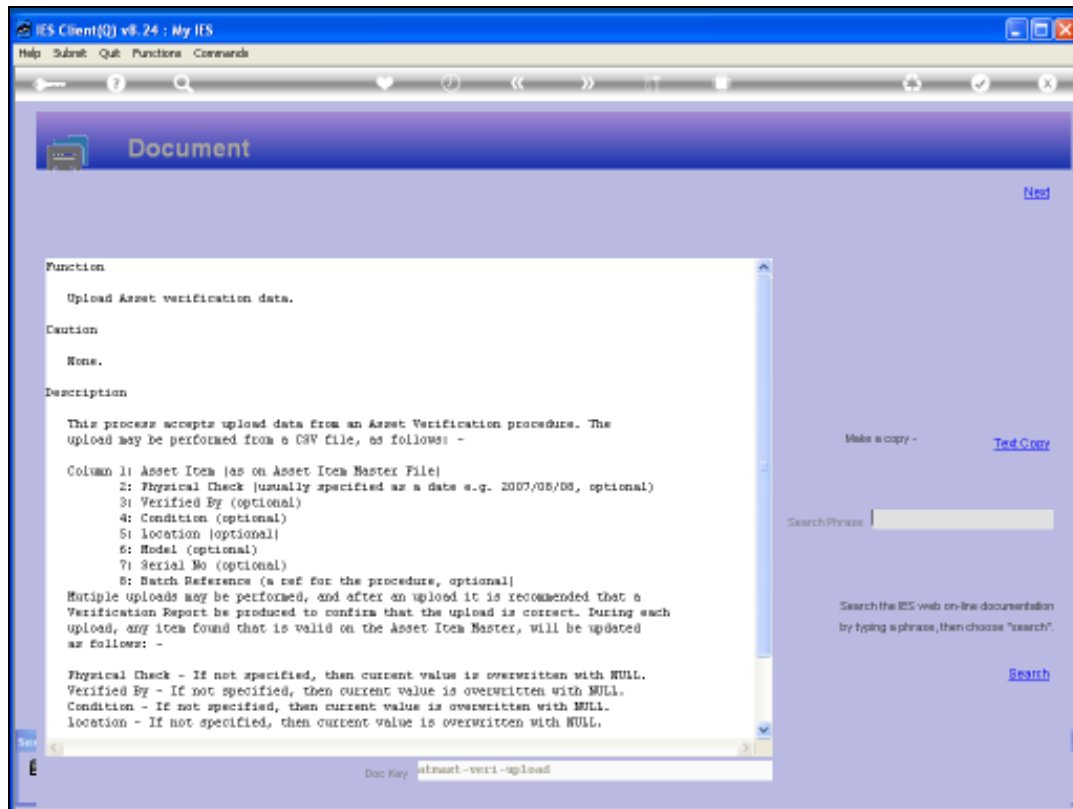 IES Client(Q) v8.24 : My IES
Help Submit Quit Functions Commands
Document
Next
Function
Upload Asset verification data.
Caution
None.
Description
This process accepts upload data from an Asset Verification procedure. The
upload may be performed from a CSV file, as follows: -
Column 1: Asset Item (as on Asset Item Master File)
2: Physical Check (usually specified as a date e.g. 2007/08/08, optional)
3: Verified By (optional)
4: Condition (optional)
5: Location (optional)
6: Model (optional)
7: Serial No (optional)
8: Batch Reference (a ref for the procedure, optional)
Mutiple uploads may be performed, and after an upload it is recommended that a
Verification Report be produced to confirm that the upload is correct. During each
upload, any item found that is valid on the Asset Item Master, will be updated
as follows: -
Physical Check - If not specified, then current value is overwritten with NULL.
Verified By - If not specified, then current value is overwritten with NULL.
Condition - If not specified, then current value is overwritten with NULL.
location - If not specified, then current value is overwritten with NULL.
Make a copy -
Text Copy
Search Phrase
Search the IES web on-line documentation
by typing a phrase, then choose "search".
Search
Doc Key atmast-veri-upload